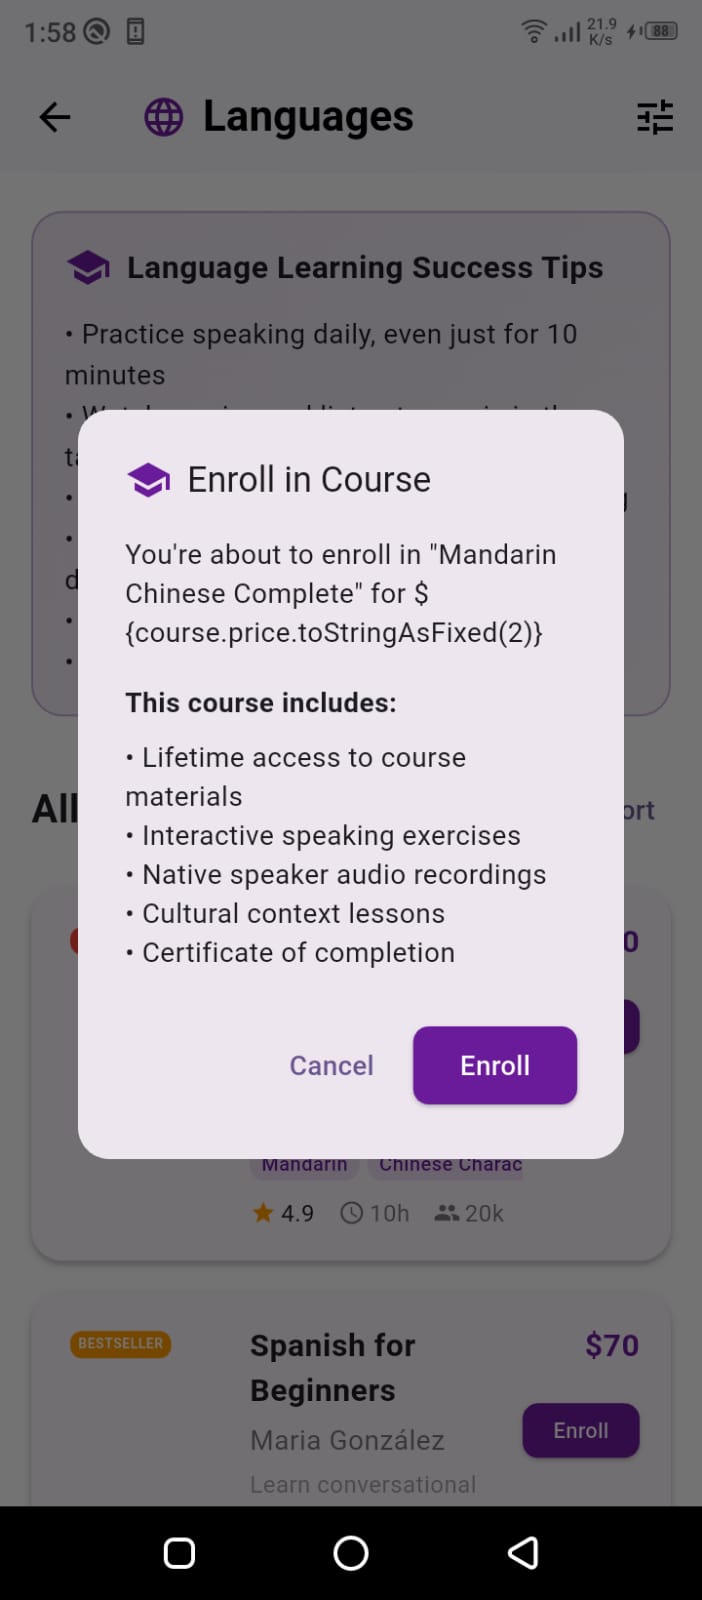 1:58
21.9
K/s
88
Languages
Language Learning Success Tips
• Practice speaking daily, even just for 10
minutes
Enroll in Course
You're about to enroll in "Mandarin
Chinese Complete" for $
{course.price.toStringAsFixed(2)}
This course includes:
• Lifetime access to course
materials
• Interactive speaking exercises
• Native speaker audio recordings
• Cultural context lessons
• Certificate of completion
Cancel
Enroll
All
Mandarin
Chinese Charac
4.9
10h
20k
BESTSELLER
Spanish for
$70
Beginners
Enroll
Maria González
Learn conversational